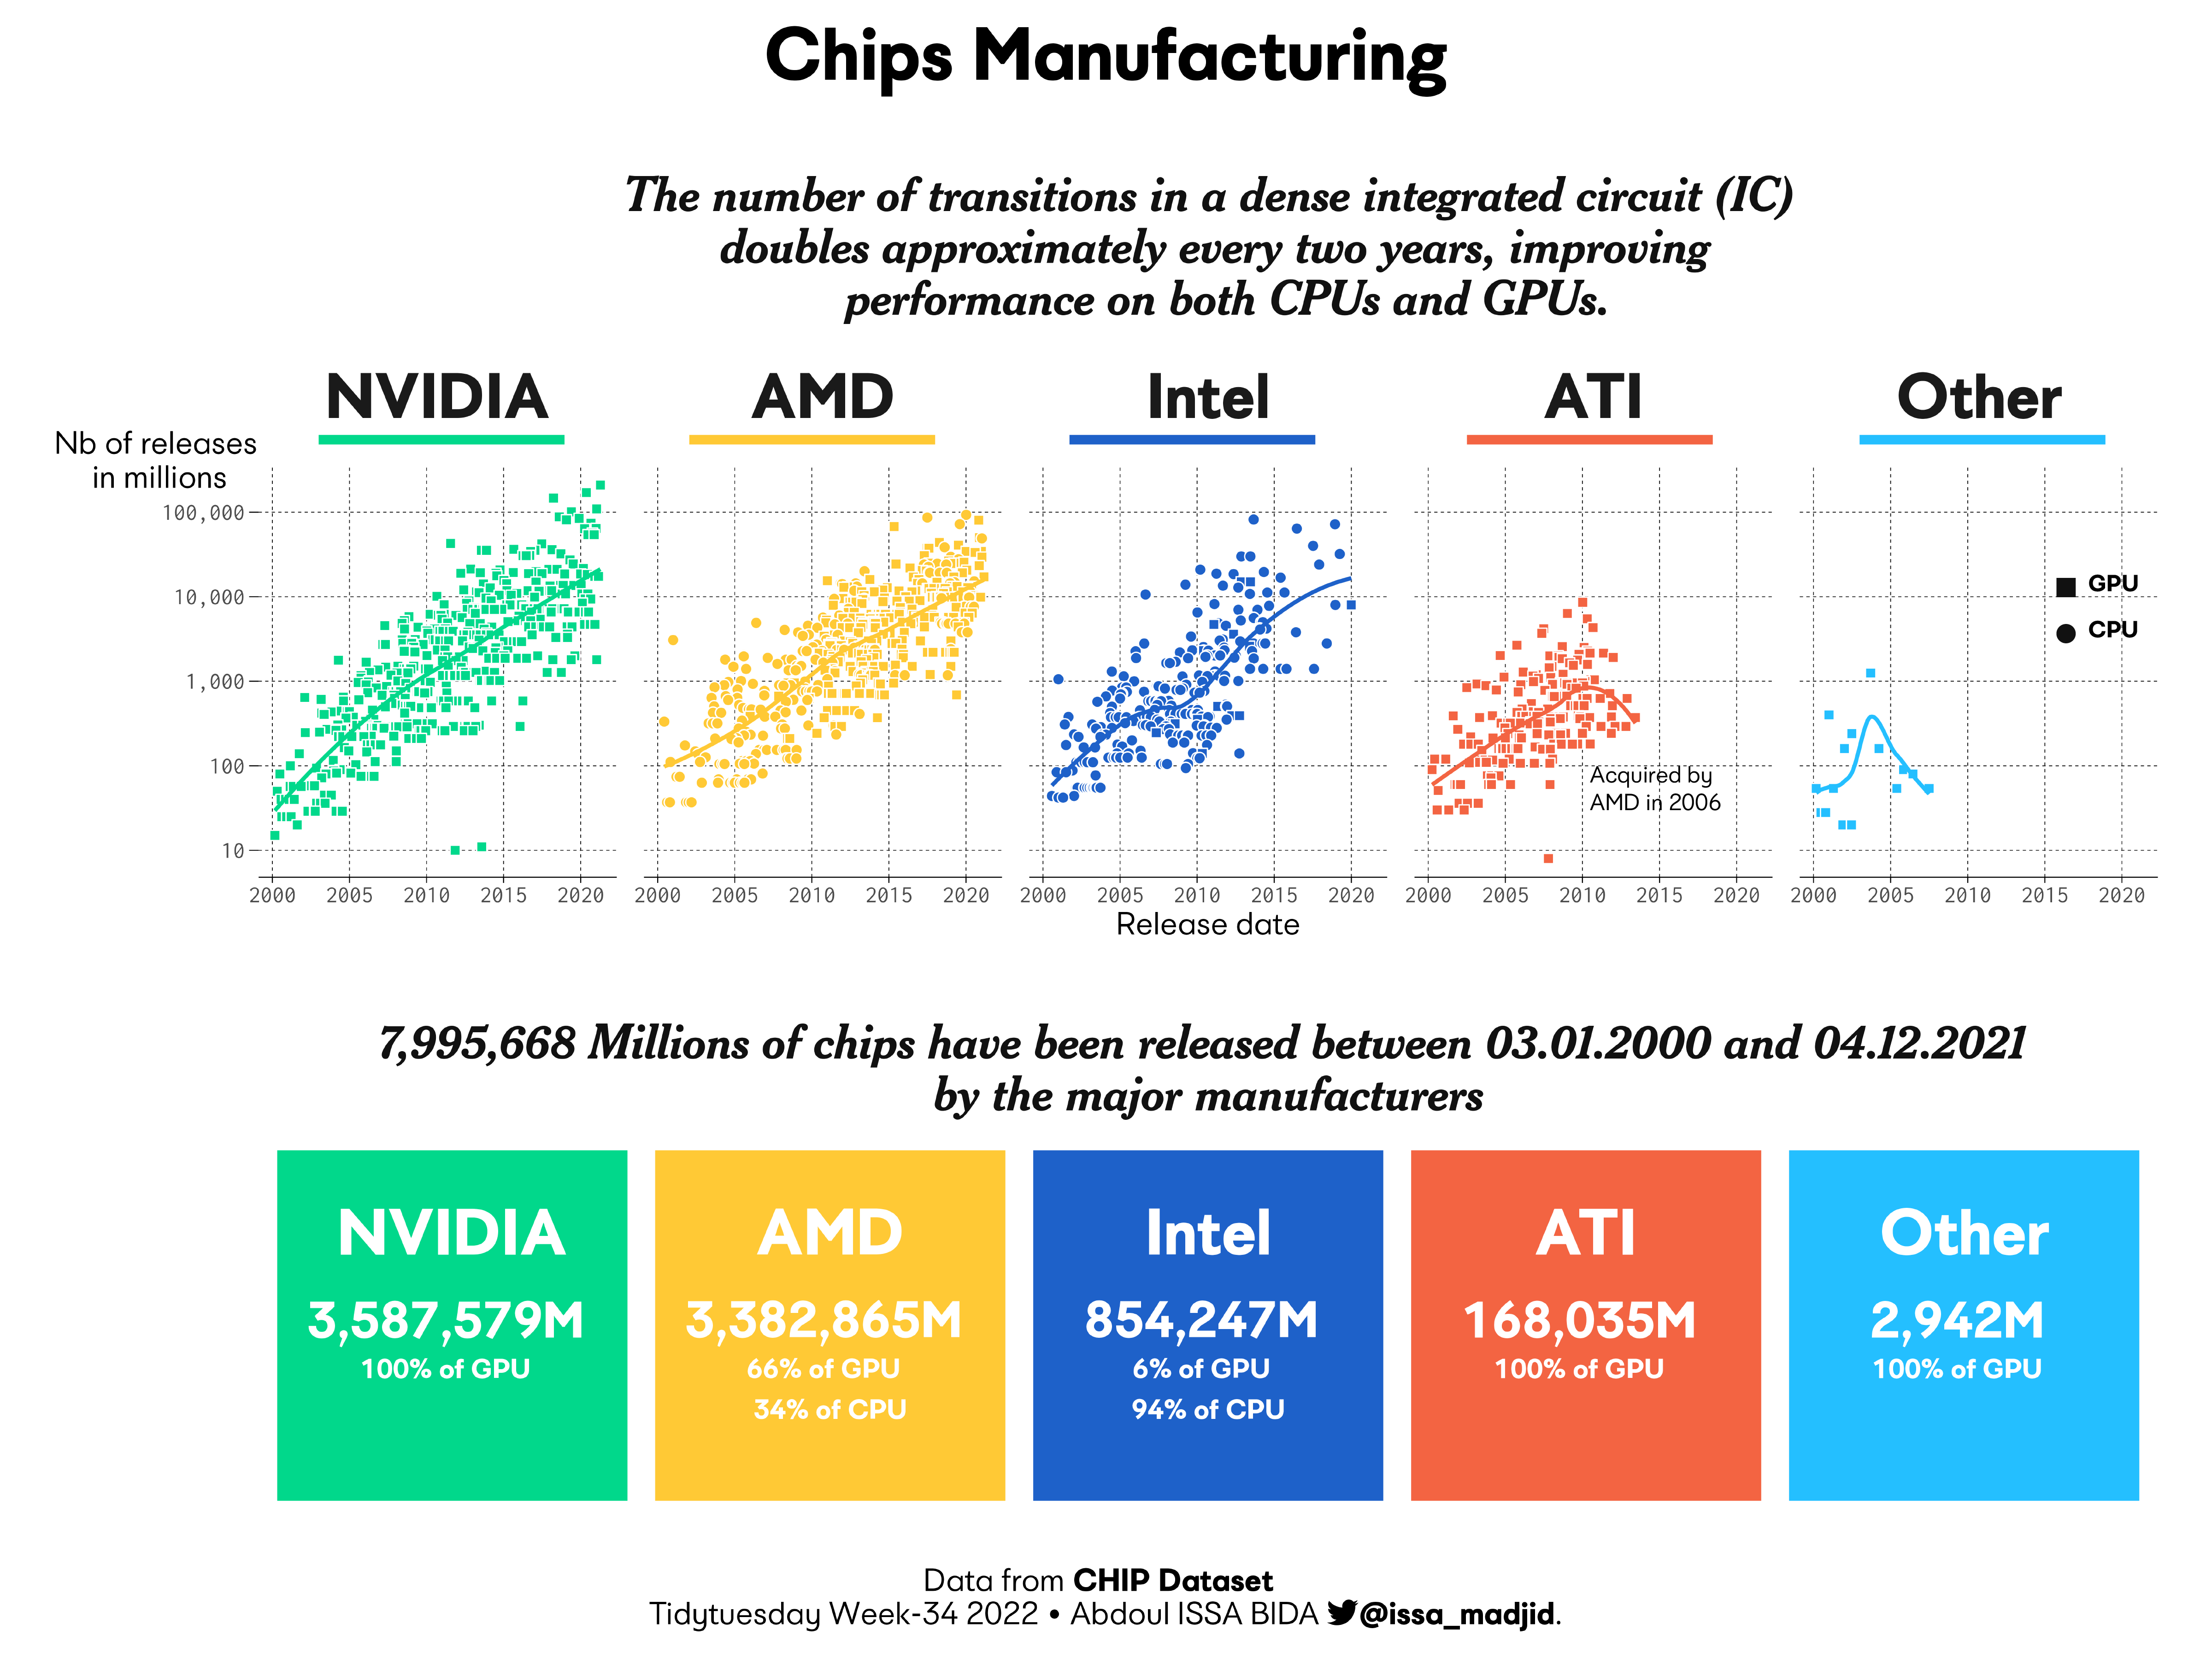 Chips Manufacturing
The number of transitions in a dense integrated circuit (IC)
doubles approximately every two years, improving
performance on both CPUs and GPUs.
NVIDIA
AMD
Intel
ATI
Other
Nb of releases
in millions
100,000
10,000
1,000
100
10
GPU
CPU
Acquired by
AMD in 2006
2000 2005 2010 2015 2020
2000 2005 2010 2015 2020
2000 2005 2010 2015 2020
2000 2005 2010 2015 2020
2000 2005 2010 2015 2020
Release date
7,995,668 Millions of chips have been released between 03.01.2000 and 04.12.2021
by the major manufacturers
NVIDIA
3,587,579M
100% of GPU
AMD
3,382,865M
66% of GPU
34% of CPU
Intel
854,247M
6% of GPU
94% of CPU
ATI
168,035M
100% of GPU
Other
2,942M
100% of GPU
Data from CHIP Dataset
Tidytuesday Week-34 2022 • Abdoul ISSA BIDA @issa_madjid.